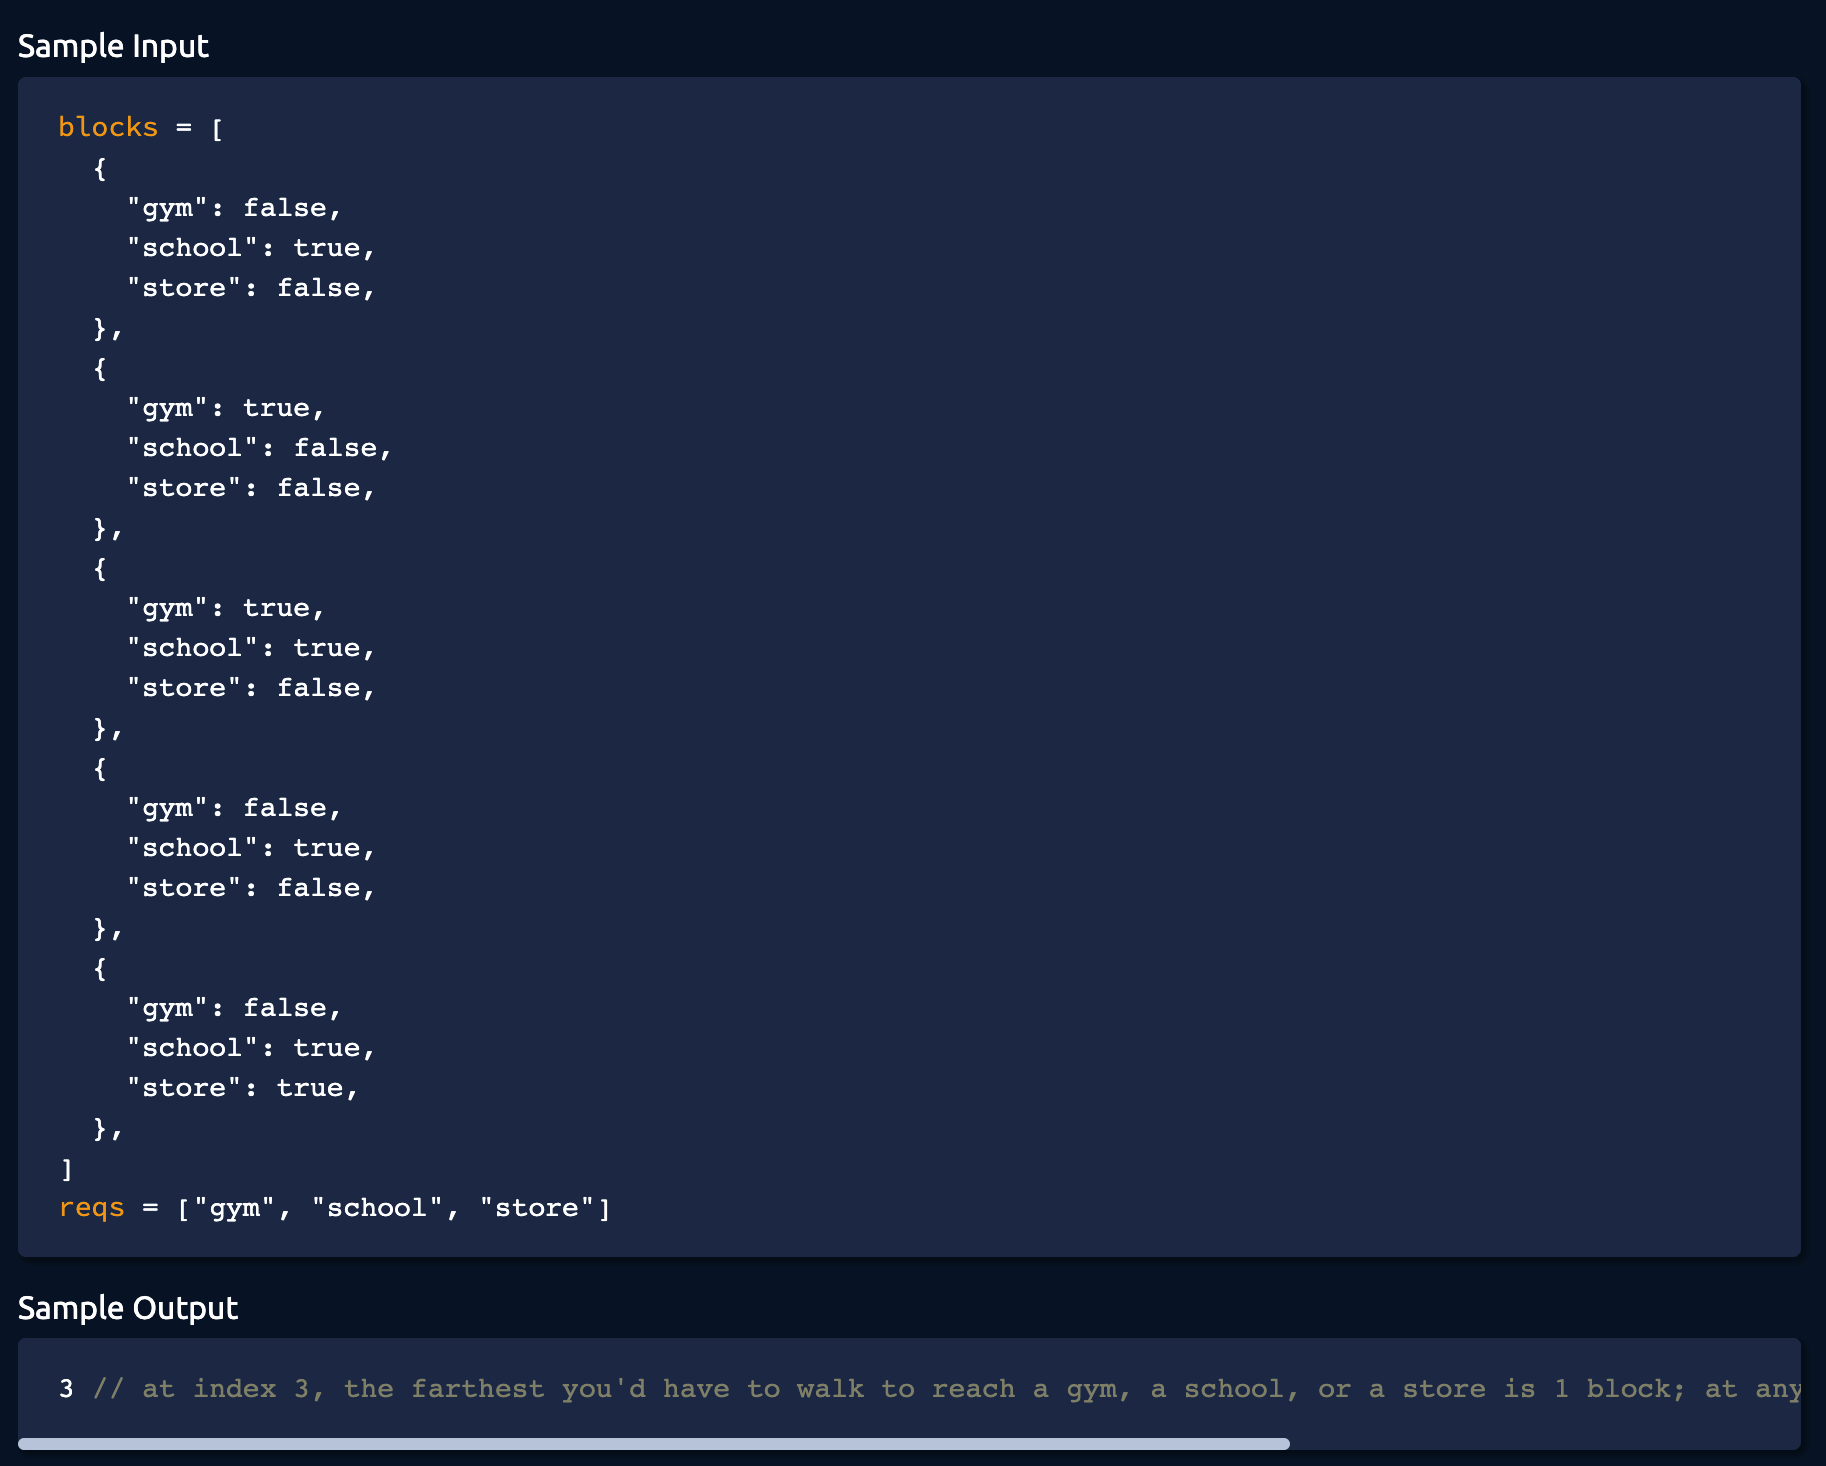 Sample Input
blocks = [
  {
    "gym": false,
    "school": true,
    "store": false,
  },
  {
    "gym": true,
    "school": false,
    "store": false,
  },
  {
    "gym": true,
    "school": true,
    "store": false,
  },
  {
    "gym": false,
    "school": true,
    "store": false,
  },
  {
    "gym": false,
    "school": true,
    "store": true,
  },
]
reqs = ["gym", "school", "store"]
Sample Output
3 // at index 3, the farthest you'd have to walk to reach a gym, a school, or a store is 1 block; at any